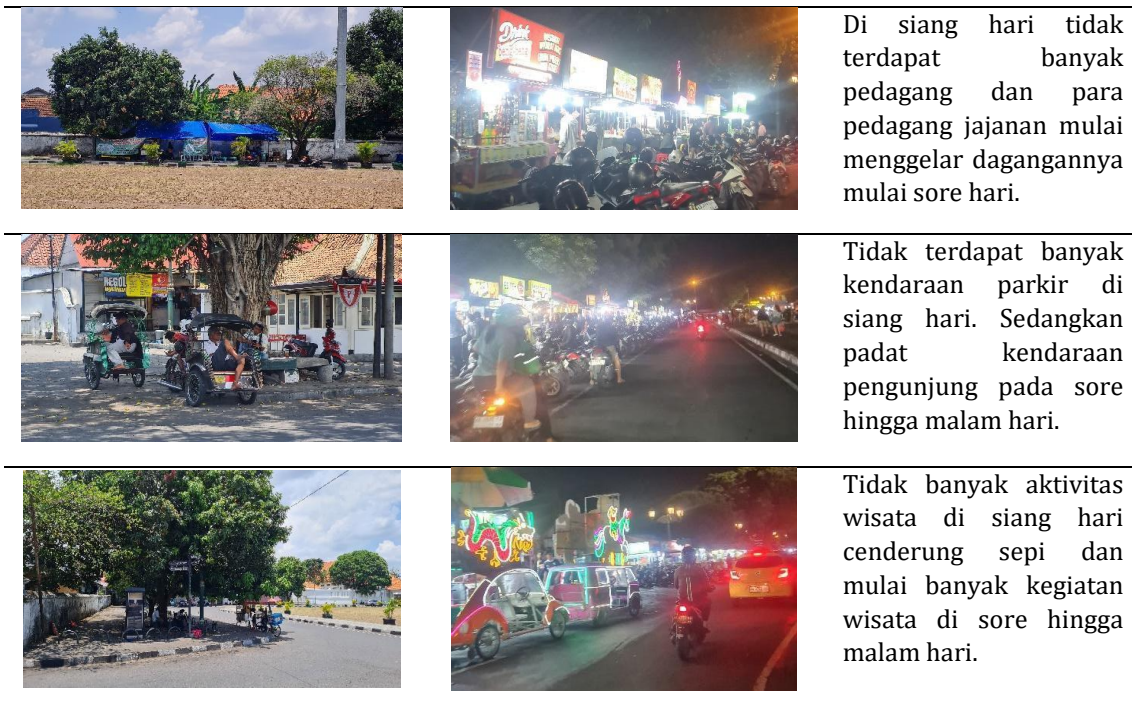 Di siang hari tidak
terdapat banyak
pedagang dan para
pedagang jajanan mulai
menggelar dagangannya
mulai sore hari.
Drink
NEGOL
Tidak terdapat banyak
kendaraan parkir di
siang hari. Sedangkan
padat kendaraan
pengunjung pada sore
hingga malam hari.
Tidak banyak aktivitas
wisata di siang hari
cenderung sepi dan
mulai banyak kegiatan
wisata di sore hingga
malam hari.